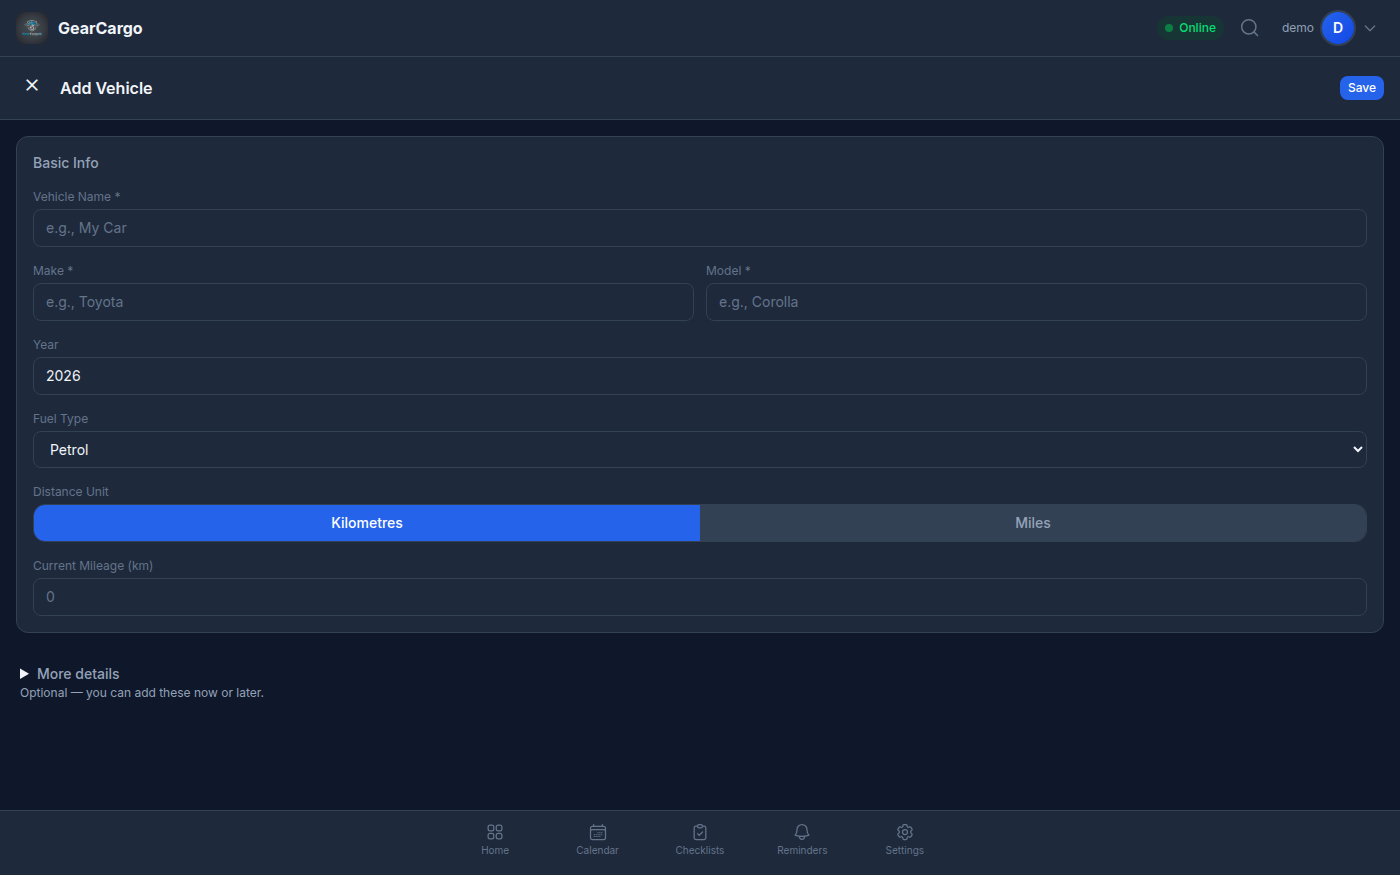 GearCargo
Online
demo
D
Add Vehicle
Save
Basic Info
Vehicle Name *
e.g., My Car
Make *
Model *
e.g., Toyota
e.g., Corolla
Year
2026
Fuel Type
Petrol
Distance Unit
Kilometres
Miles
Current Mileage (km)
0
More details
Optional — you can add these now or later.
Home
Calendar
Checklists
Reminders
Settings